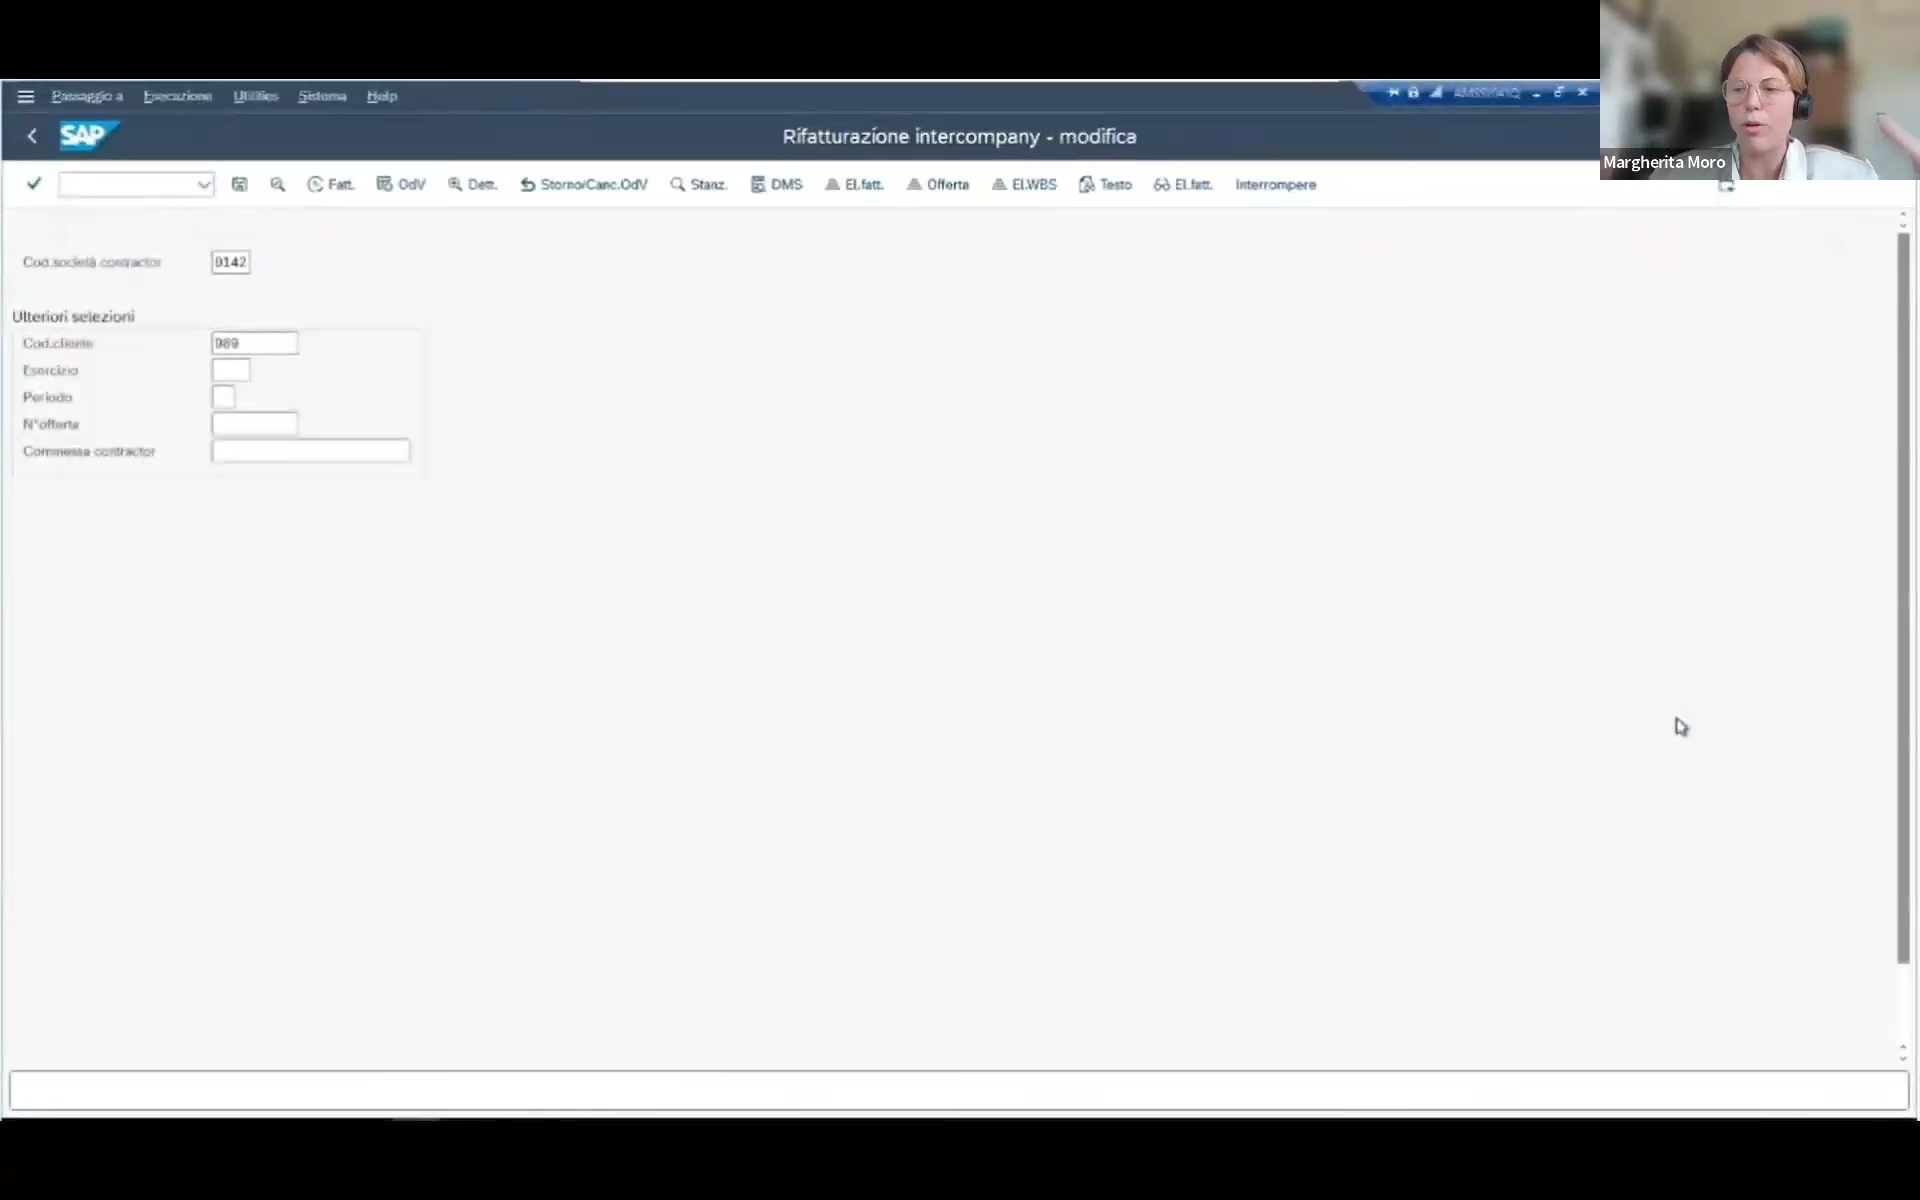 Passaggio a Esecuzione Utilities Sistema Help
SAP
Rifatturazione intercompany - modifica
Margherita Moro
Fatt. OdV Dett. Storno/Canc.OdV Stanz. DMS El.fatt. Offerta El.WBS Testo El.fatt. Interrompere
Cod.società contractor 0142
Ulteriori selezioni
Cod.cliente 989
Esercizio
Periodo
N°offerta
Commessa contractor